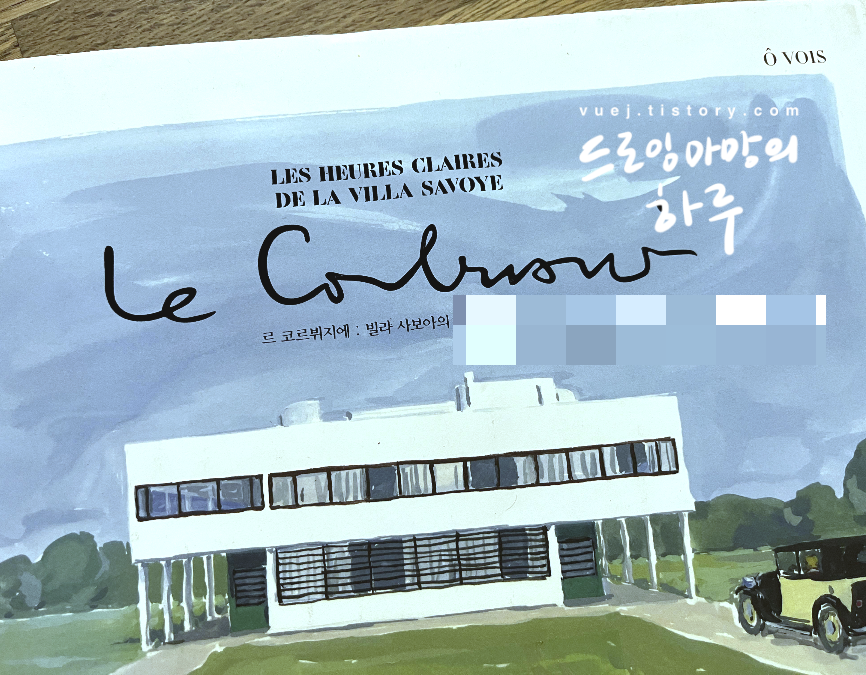 Ô VOIS
vuej.tistory.com
드로잉마망의
하루
LES HEURES CLAIRES
DE LA VILLA SAVOYE
Le Corbusier
르 코르뷔지에 : 빌라 사보아의